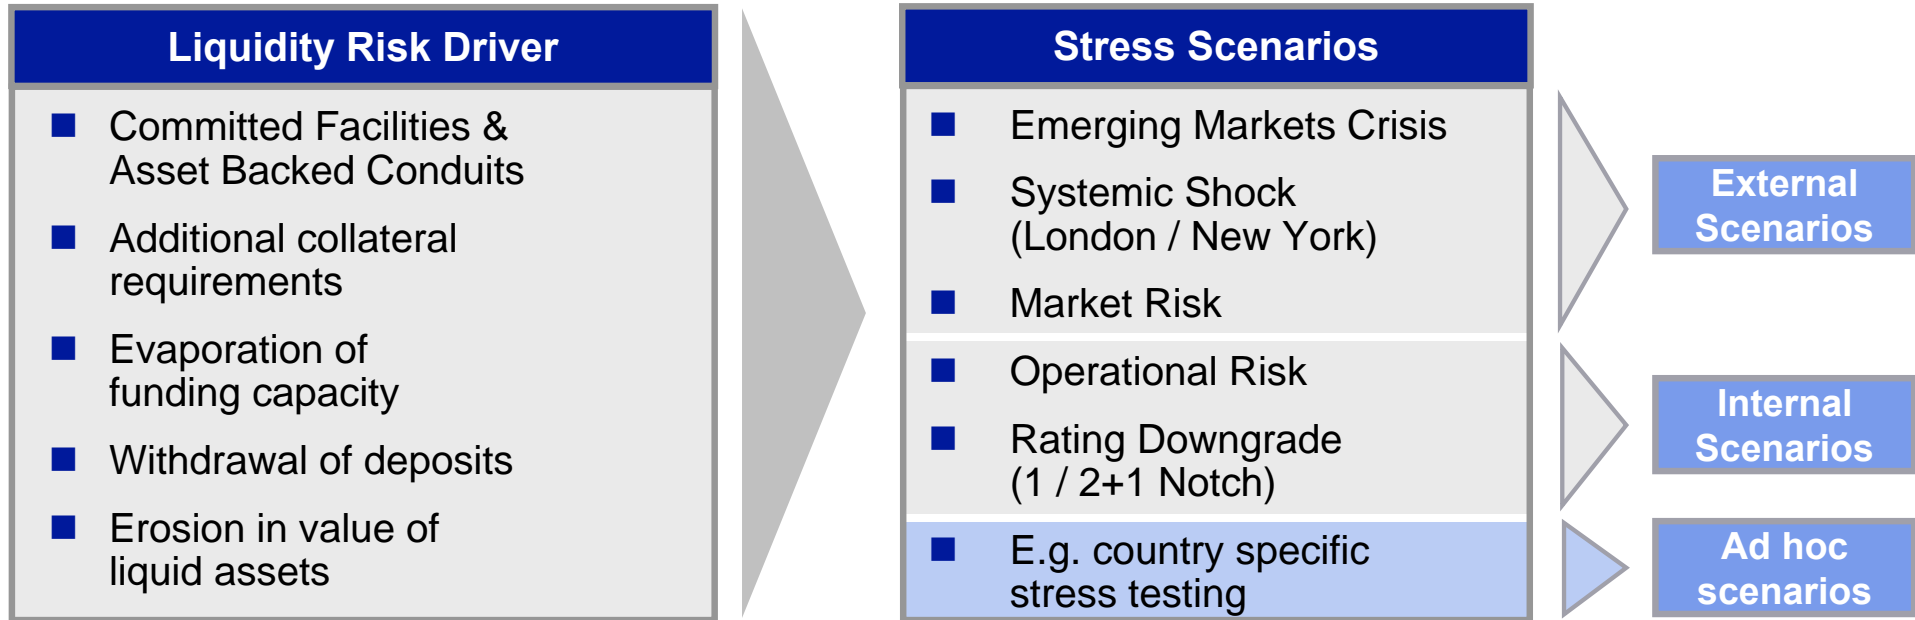 Liquidity Risk Driver
Committed Facilities &
Asset Backed Conduits
Additional collateral
requirements
Evaporation of
funding capacity
Withdrawal of deposits
Erosion in value of
liquid assets
Stress Scenarios
Emerging Markets Crisis
Systemic Shock
(London / New York)
Market Risk
Operational Risk
Rating Downgrade
(1 / 2+1 Notch)
E.g. country specific
stress testing
External
Scenarios
Internal
Scenarios
Ad hoc
scenarios